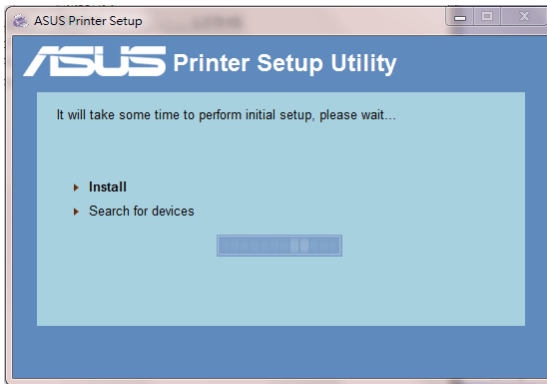 ASUS Printer Setup
ASUS Printer Setup Utility
It will take some time to perform initial setup, please wait...
Install
Search for devices